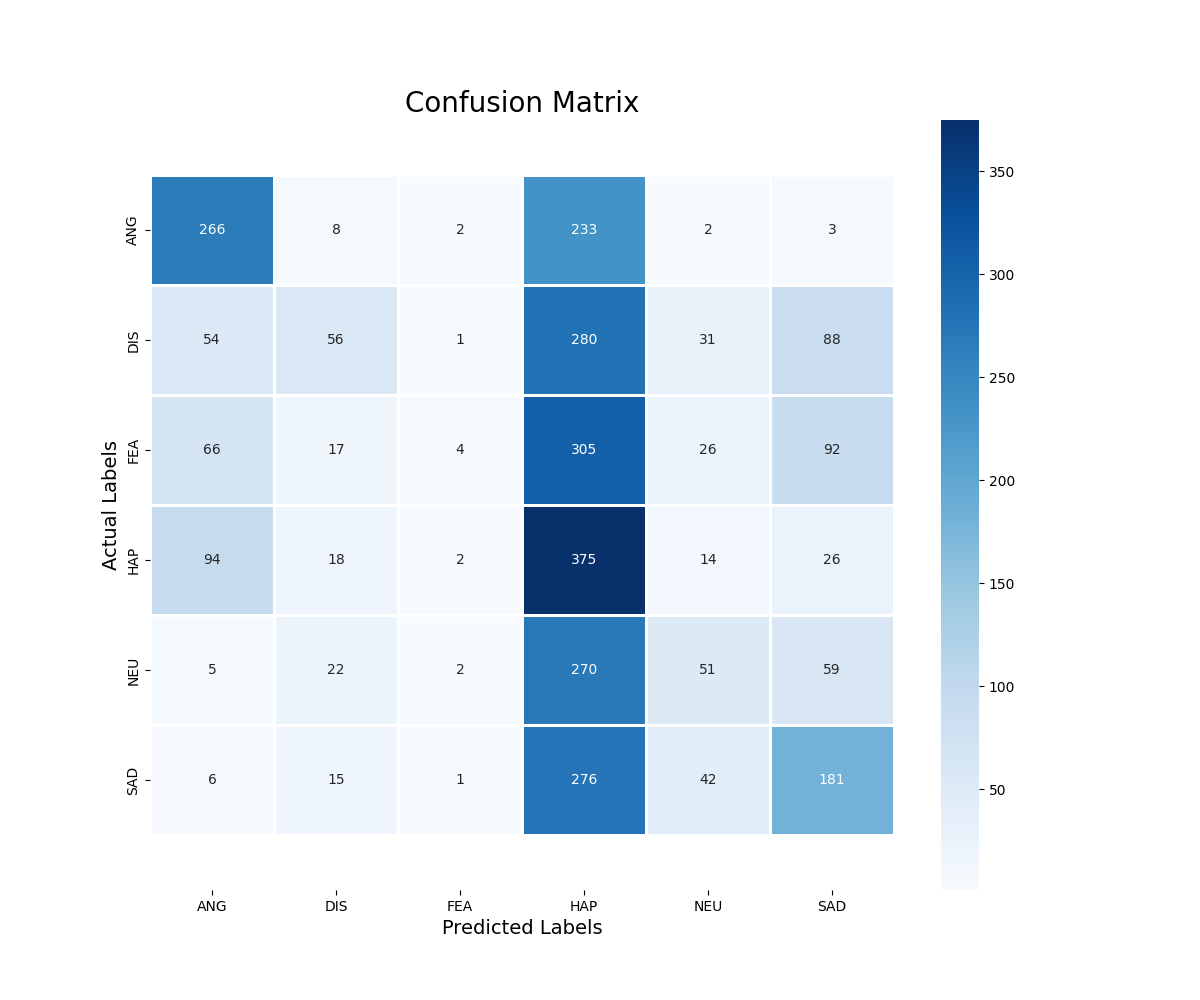 Confusion Matrix
ANG 266 8 2 233 2 3
DIS 54 56 1 280 31 88
FEA 66 17 4 305 26 92
HAP 94 18 2 375 14 26
NEU 5 22 2 270 51 59
SAD 6 15 1 276 42 181
Actual Labels
ANG DIS FEA HAP NEU SAD
Predicted Labels
350
300
250
200
150
100
50